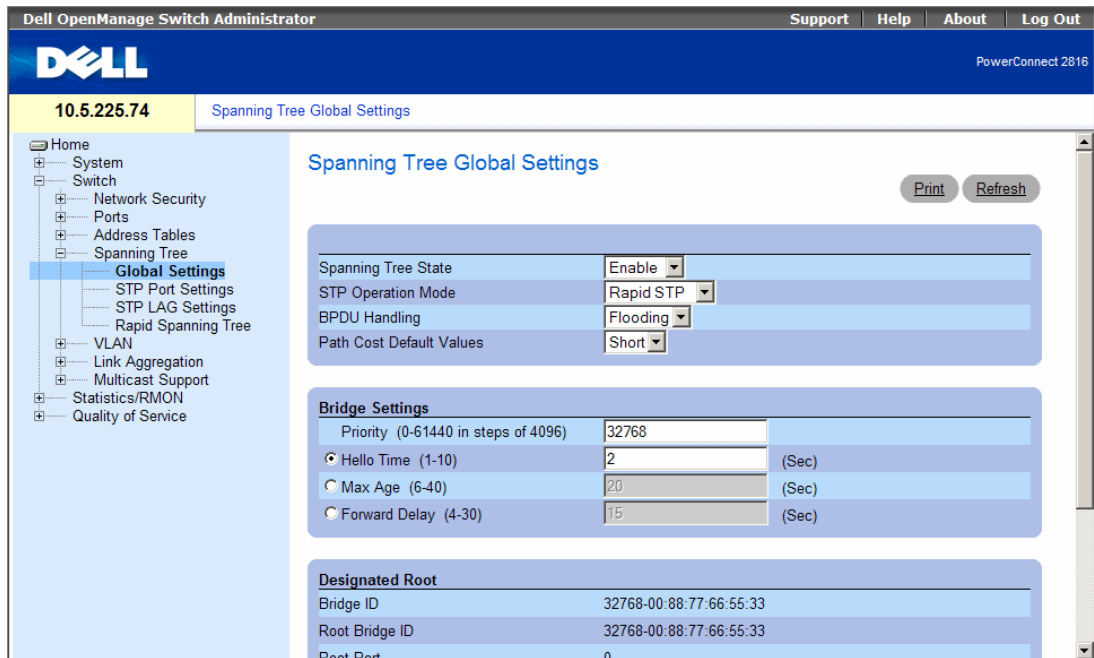 Dell OpenManage Switch Administrator Support Help About Log Out
DELL
PowerConnect 2816
10.5.225.74 Spanning Tree Global Settings
Home
System
Switch
Network Security
Ports
Address Tables
Spanning Tree
Global Settings
STP Port Settings
STP LAG Settings
Rapid Spanning Tree
VLAN
Link Aggregation
Multicast Support
Statistics/RMON
Quality of Service
Spanning Tree Global Settings
Print Refresh
Spanning Tree State Enable
STP Operation Mode Rapid STP
BPDU Handling Flooding
Path Cost Default Values Short
Bridge Settings
Priority (0-61440 in steps of 4096) 32768
Hello Time (1-10) 2 (Sec)
Max Age (6-40) 20 (Sec)
Forward Delay (4-30) 15 (Sec)
Designated Root
Bridge ID 32768-00:88:77:66:55:33
Root Bridge ID 32768-00:88:77:66:55:33
Root Port 0